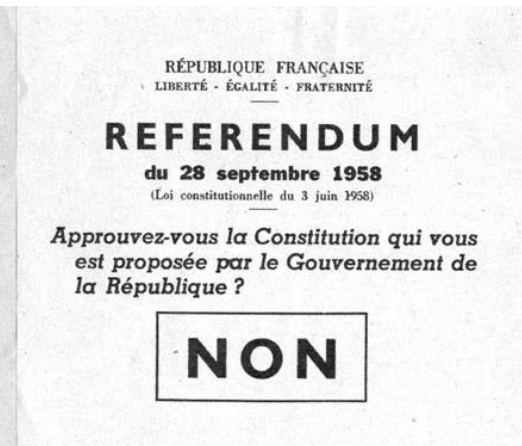 RÉPUBLIQUE FRANÇAISE
LIBERTÉ - ÉGALITÉ - FRATERNITÉ
REFERENDUM
du 28 septembre 1958
(Loi constitutionnelle du 3 juin 1958)
Approuvez-vous la Constitution qui vous
est proposée par le Gouvernement de
la République ?
NON